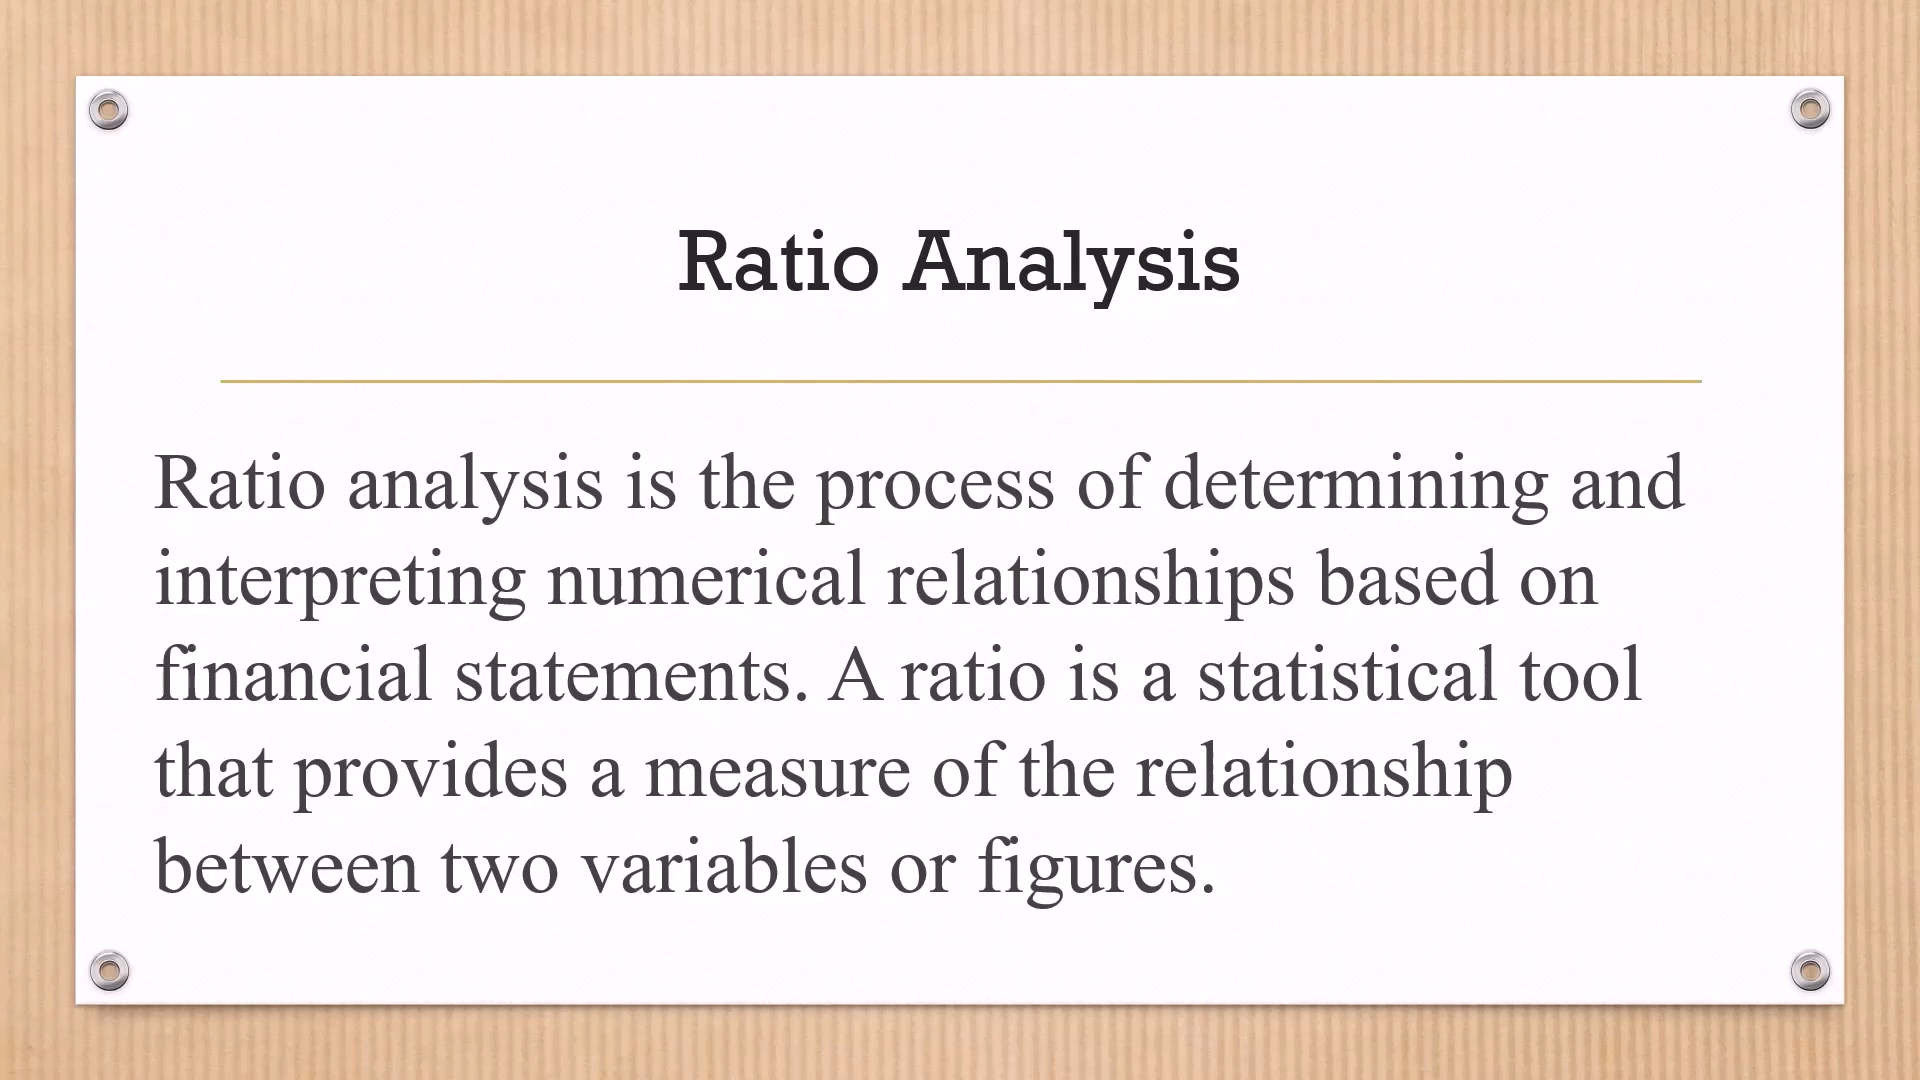 Ratio Analysis
Ratio analysis is the process of determining and
interpreting numerical relationships based on
financial statements. A ratio is a statistical tool
that provides a measure of the relationship
between two variables or figures.